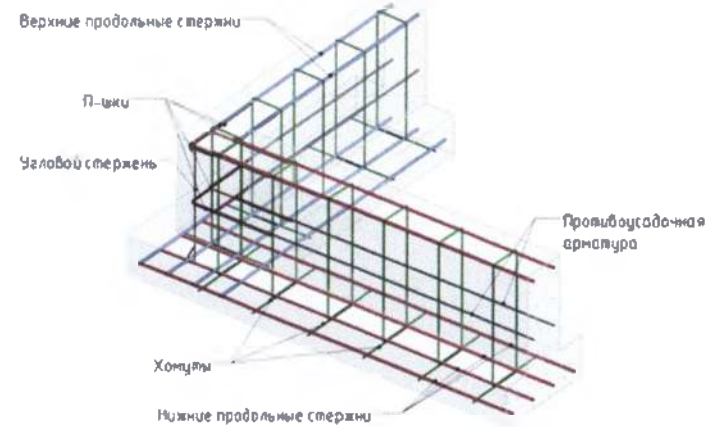 Верхние продольные стержни
П-шки
Угловой стержень
Противоусадочная
арматура
Хомуты
Нижние продольные стержни